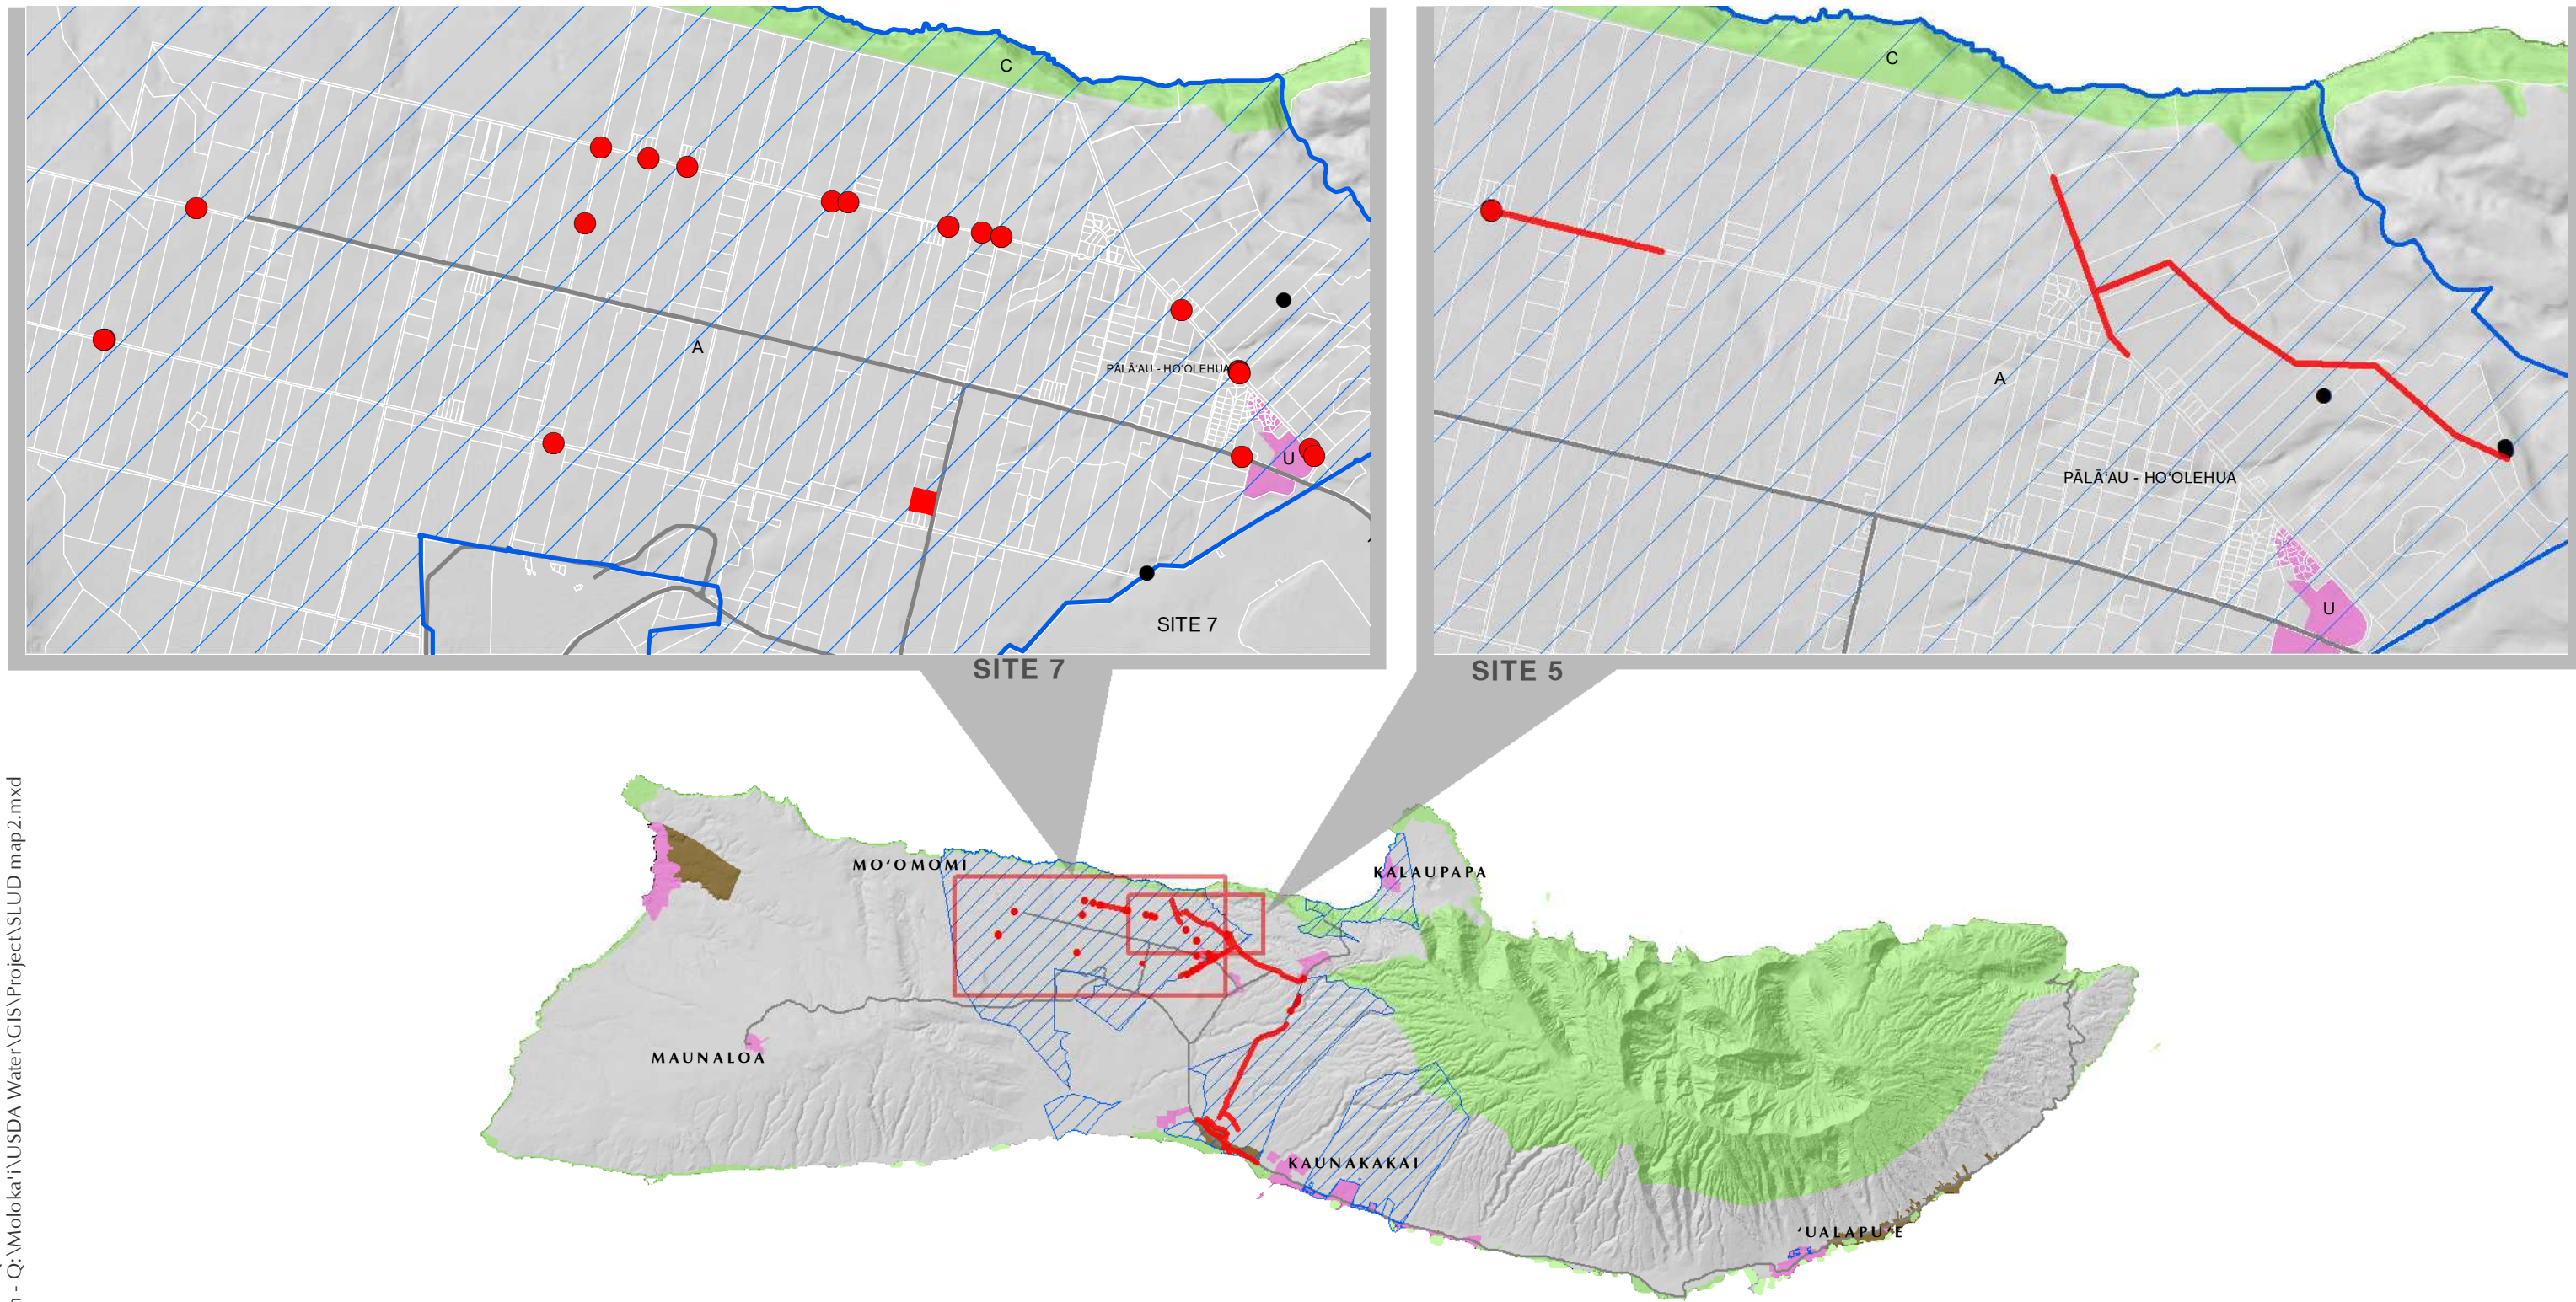 C
A
PĀLĀ‘AU - HO‘OLEHUA
U
SITE 7
SITE 7
C
A
PĀLĀ‘AU - HO‘OLEHUA
U
SITE 5
MO‘OMOMI
KALAUPAPA
MAUNALOA
KAUNAKAKAI
‘UALAPU‘E
- Q:\Moloka'i\USDA Water\GIS\Project\SLUD map2.mxd